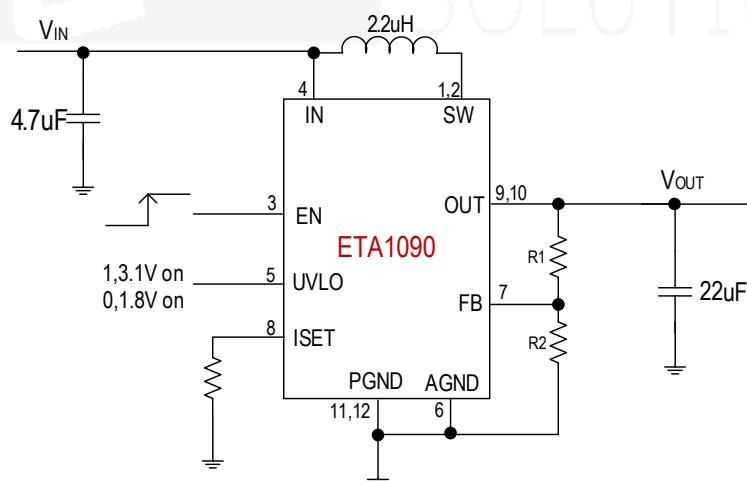 SOLUTIO
VIN
2.2uH
4
1,2
4.7uF
IN
SW
9,10
VOUT
3
EN
OUT
ETA1090
R1
1,3.1V on
5
UVLO
7
0,1.8V on
FB
22uF
8
ISET
R2
PGND
AGND
11,12
6